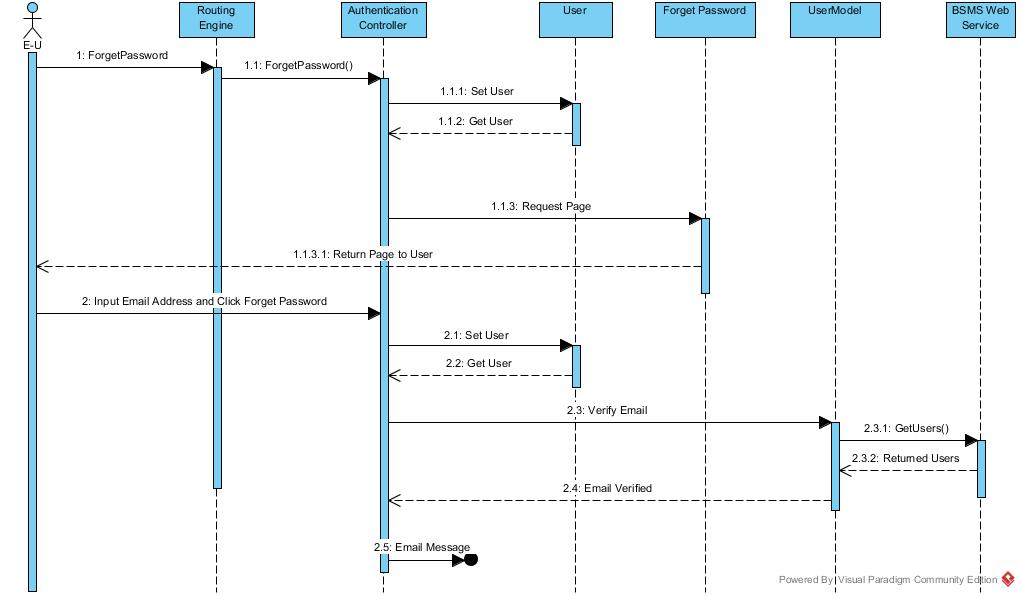 Routing
Engine
Authentication
Controller
User
Forget Password
UserModel
BSMS Web
Service
E-U
1: ForgetPassword
1.1: ForgetPassword()
1.1.1: Set User
1.1.2: Get User
1.1.3: Request Page
1.1.3.1: Return Page to User
2: Input Email Address and Click Forget Password
2.1: Set User
2.2: Get User
2.3: Verify Email
2.3.1: GetUsers()
2.3.2: Returned Users
2.4: Email Verified
2.5: Email Message
Powered By Visual Paradigm Community Edition